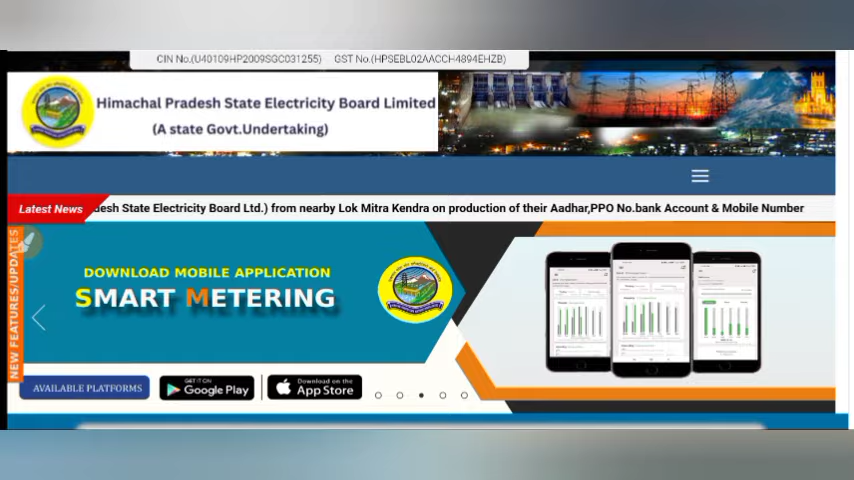 CIN No.(U40109HP2009SGC031255) GST No.(HPSEBL02AACCH4894EHZB)
Himachal Pradesh State Electricity Board Limited
(A state Govt.Undertaking)
Latest News desh State Electricity Board Ltd.) from nearby Lok Mitra Kendra on production of their Aadhar,PPO No.bank Account & Mobile Number
NEW FEATURES/UPDATES
DOWNLOAD MOBILE APPLICATION
SMART METERING
AVAILABLE PLATFORMS
GET IT ON
Google Play
Download on the
App Store